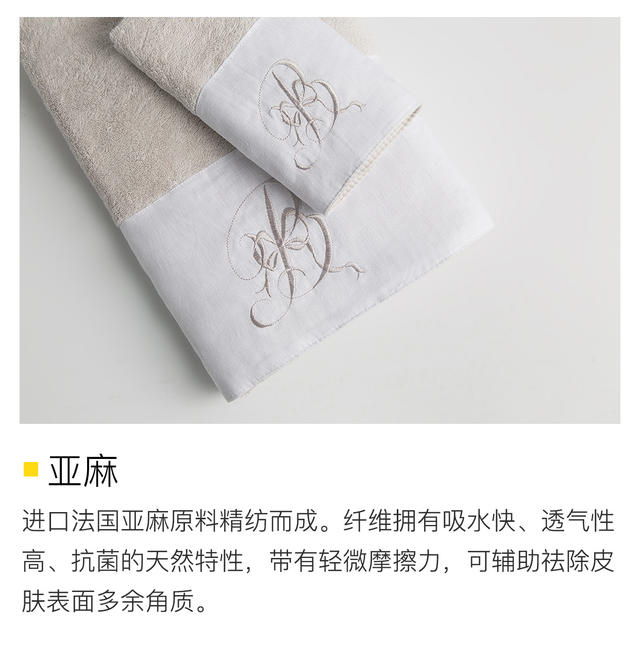 亚麻
进口法国亚麻原料精纺而成。纤维拥有吸水快、透气性
高、抗菌的天然特性，带有轻微摩擦力，可辅助祛除皮
肤表面多余角质。